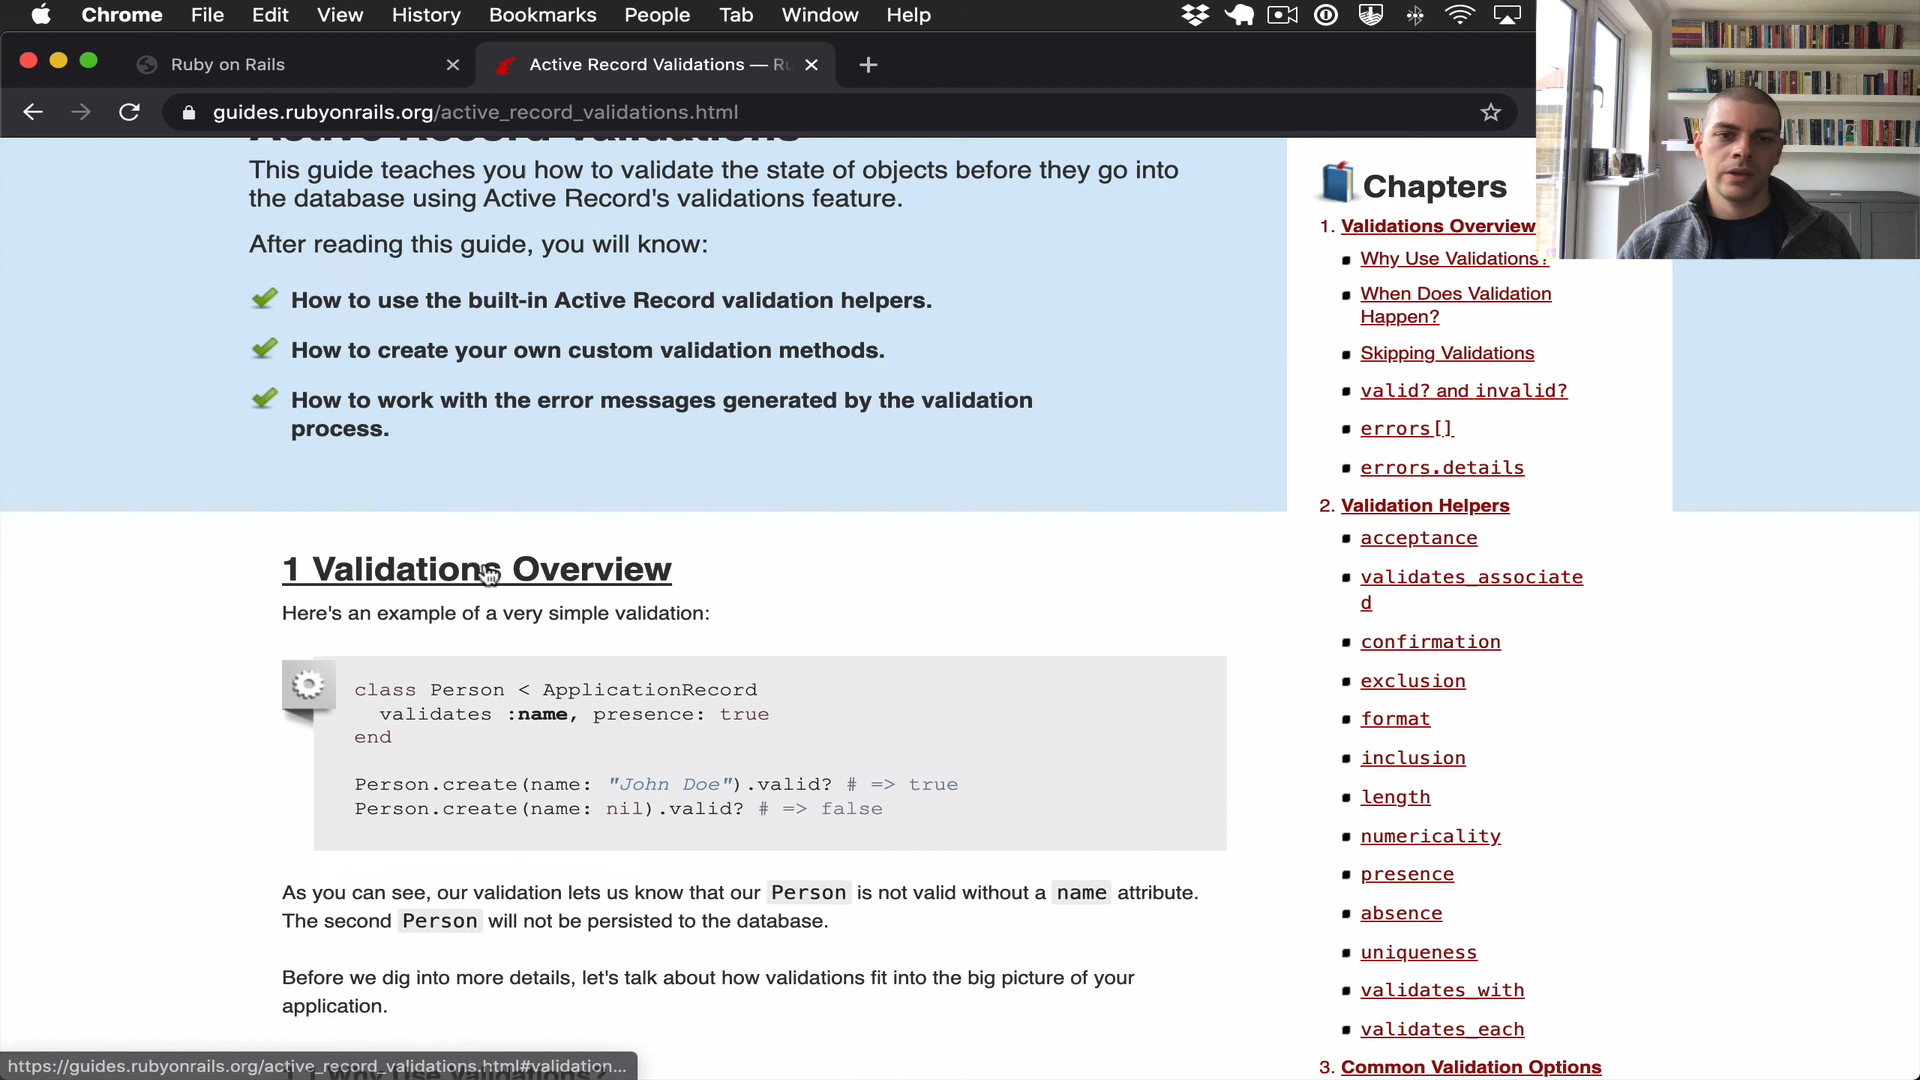 Chrome File Edit View History Bookmarks People Tab Window Help
Ruby on Rails
Active Record Validations — Ru
guides.rubyonrails.org/active_record_validations.html
Active Record Validations
This guide teaches you how to validate the state of objects before they go into
the database using Active Record's validations feature.
After reading this guide, you will know:
How to use the built-in Active Record validation helpers.
How to create your own custom validation methods.
How to work with the error messages generated by the validation
process.
1 Validations Overview
Here's an example of a very simple validation:
class Person < ApplicationRecord
validates :name, presence: true
end
Person.create(name: "John Doe").valid? # => true
Person.create(name: nil).valid? # => false
As you can see, our validation lets us know that our Person is not valid without a name attribute.
The second Person will not be persisted to the database.
Before we dig into more details, let's talk about how validations fit into the big picture of your
application.
1.1 Why Use Validations?
https://guides.rubyonrails.org/active_record_validations.html#validation...
Chapters
1. Validations Overview
Why Use Validations?
When Does Validation
Happen?
Skipping Validations
valid? and invalid?
errors[]
errors.details
2. Validation Helpers
acceptance
validates_associate
d
confirmation
exclusion
format
inclusion
length
numericality
presence
absence
uniqueness
validates_with
validates_each
3. Common Validation Options